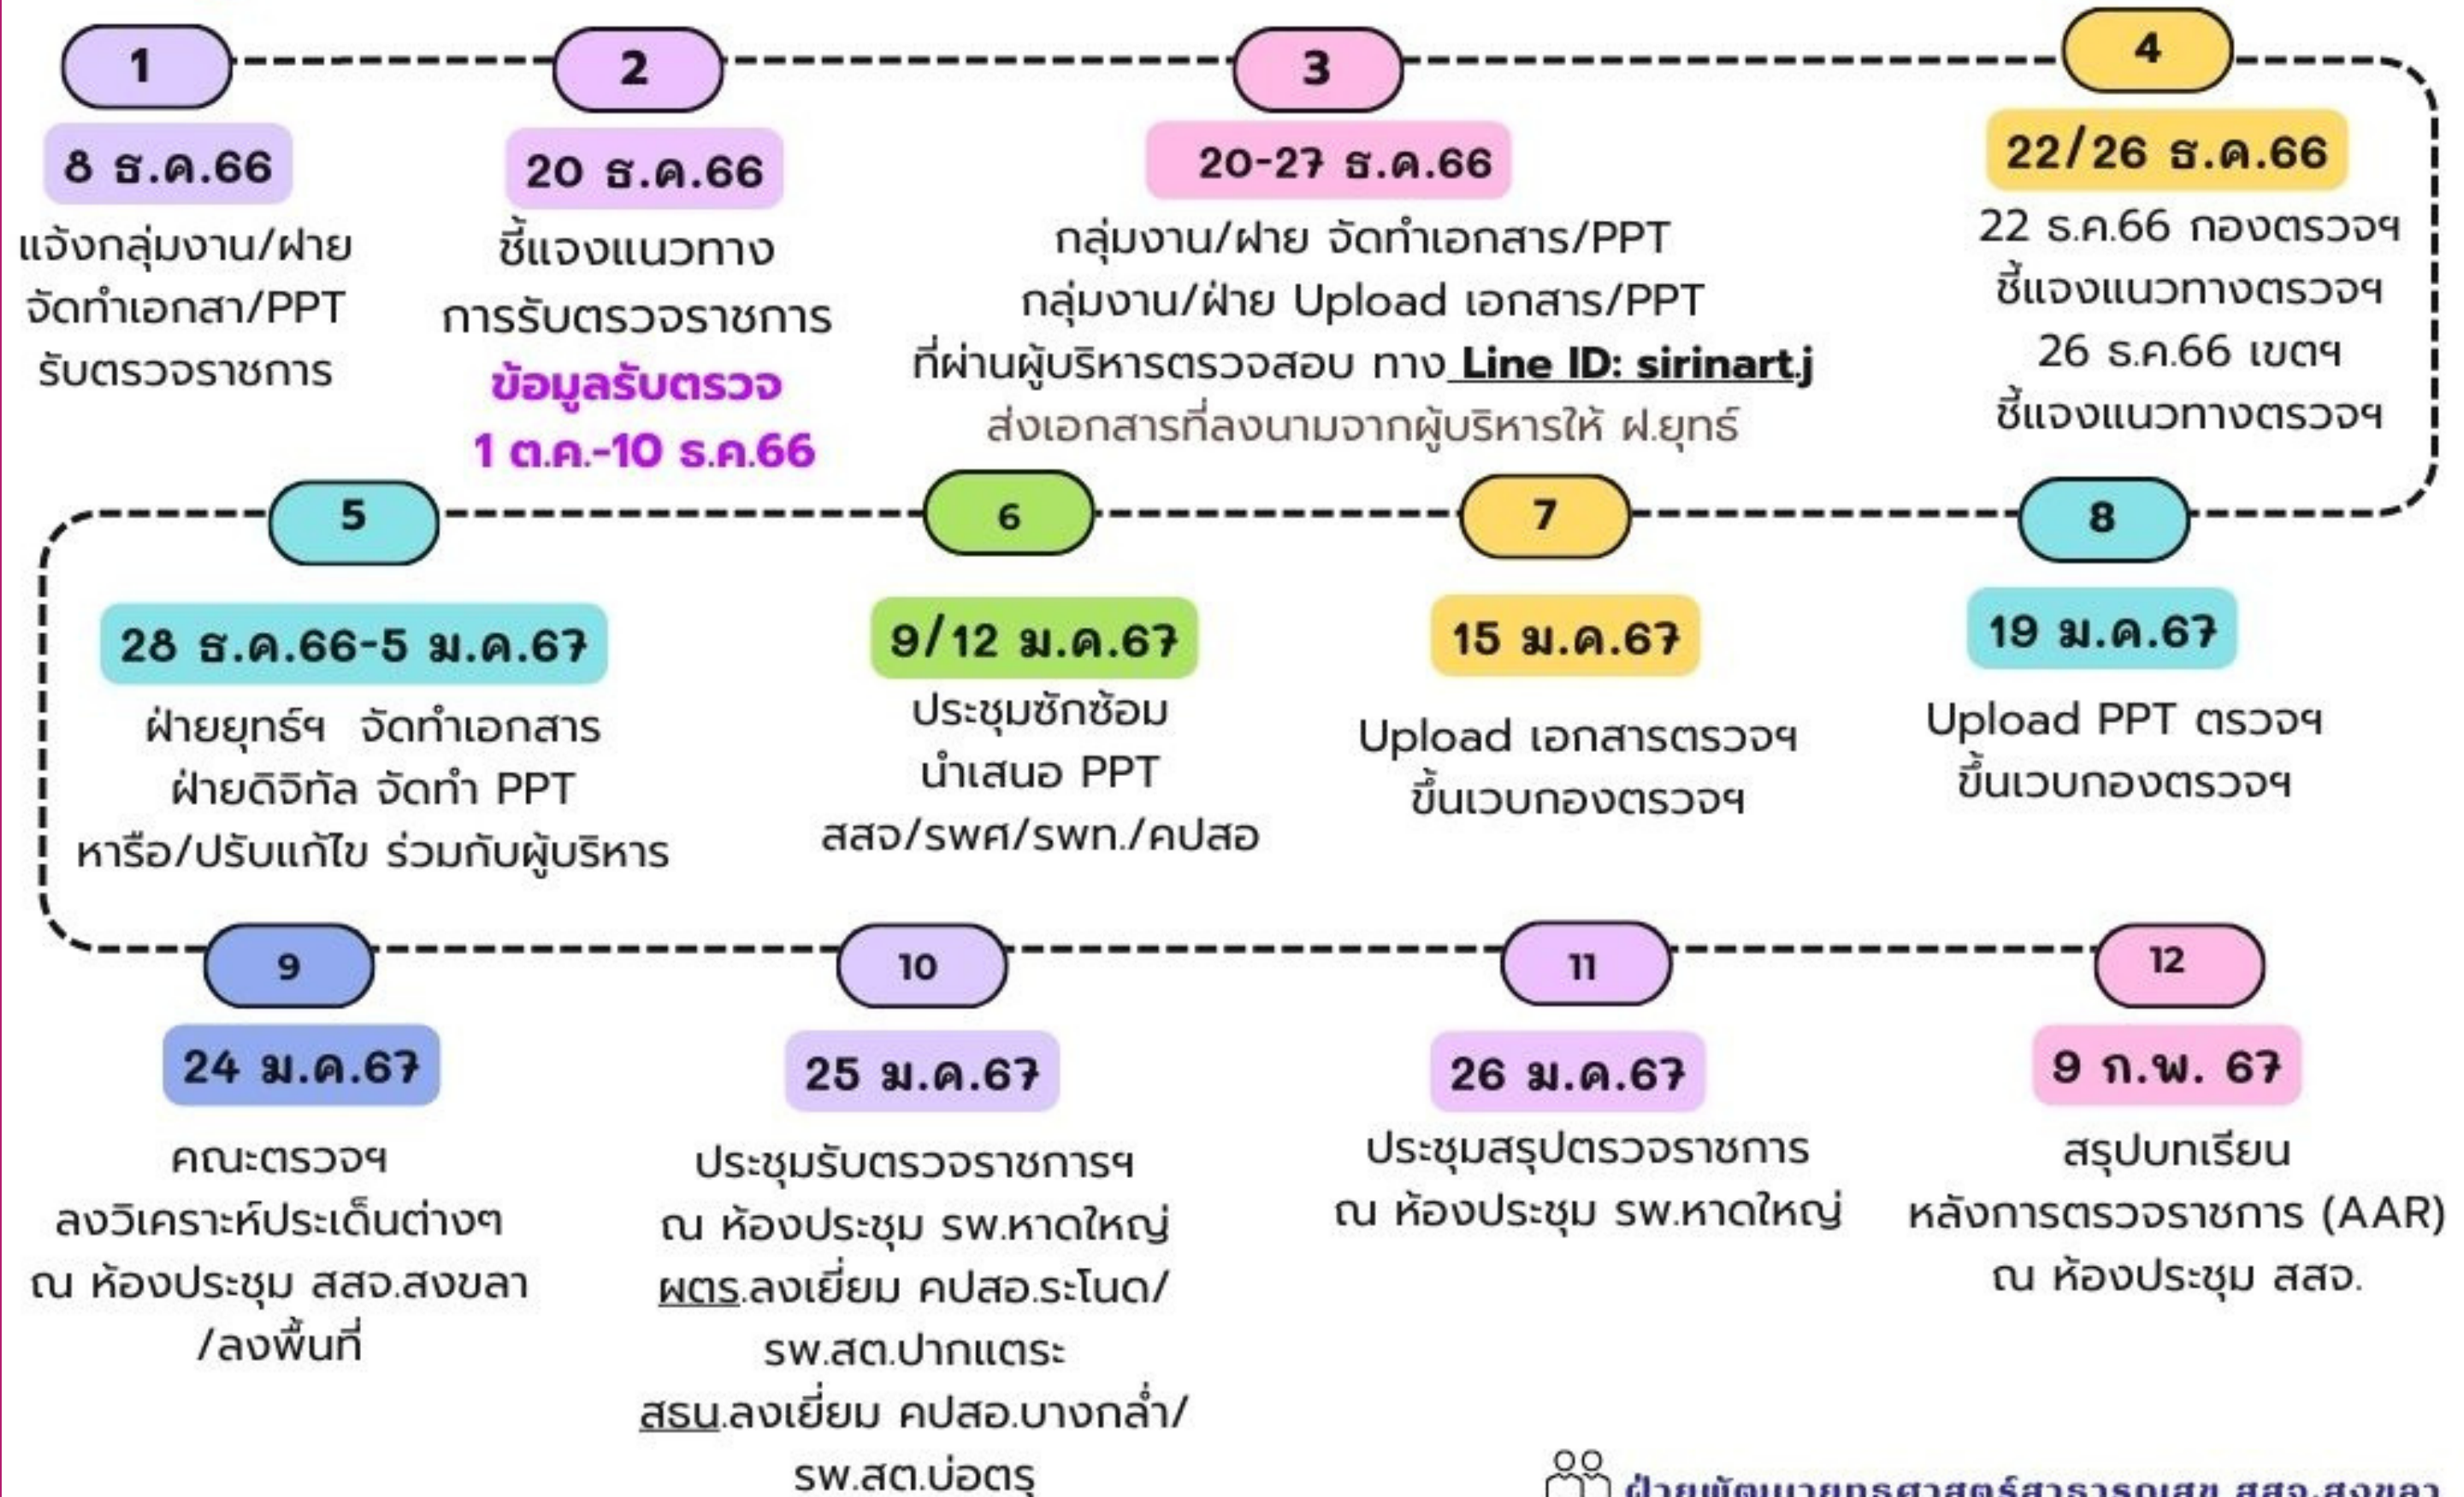 1
8 ธ.ค.66
แจ้งกลุ่มงาน/ฝาย
จัดทำเอกสา/PPT
รับตรวจราชการ
2
20 ธ.ค.66
ชี้แจงแนวทาง
การรับตรวจราชการ
ข้อมูลรับตรวจ
1 ต.ค.-10 ธ.ค.66
3
20-27 ธ.ค.66
กลุ่มงาน/ฝาย จัดทำเอกสาร/PPT
กลุ่มงาน/ฝ่าย Upload เอกสาร/PPT
ที่ผ่านผู้บริหารตรวจสอบ ทาง Line ID: sirinart.j
ส่งเอกสารที่ลงนามจากผู้บริหารให้ ฝ.ยุทธ์
4
22/26 ธ.ค.66
22 ธ.ค.66 กองตรวจฯ
ชี้แจงแนวทางตรวจฯ
26 ธ.ค.66 เขตฯ
ชี้แจงแนวทางตรวจฯ
5
28 ธ.ค.66-5 ม.ค.67
ฝ่ายยุทธ์ฯ จัดทำเอกสาร
ฝ่ายดิจิทัล จัดทำ PPT
หารือ/ปรับแก้ไข ร่วมกับผู้บริหาร
6
9/12 ม.ค.67
ประชุมซักซ้อม
นำเสนอ PPT
สสจ/รพศ/รพท./คปสอ
7
15 ม.ค.67
Upload เอกสารตรวจฯ
ขึ้นเวบกองตรวจฯ
8
19 ม.ค.67
Upload PPT ตรวจฯ
ขึ้นเวบกองตรวจฯ
9
24 ม.ค.67
คณะตรวจฯ
ลงวิเคราะห์ประเด็นต่างๆ
ณ ห้องประชุม สสจ.สงขลา
/ลงพื้นที่
10
25 ม.ค.67
ประชุมรับตรวจราชการฯ
ณ ห้องประชุม รพ.หาดใหญ่
ผตร.ลงเยี่ยม คปสอ.ระโนด/
รพ.สต.ปากแตระ
สธน.ลงเยี่ยม คปสอ.บางกล่ำ/
รพ.สต.บ่อตรุ
11
26 ม.ค.67
ประชุมสรุปตรวจราชการ
ณ ห้องประชุม รพ.หาดใหญ่
12
9 ก.พ. 67
สรุปบทเรียน
หลังการตรวจราชการ (AAR)
ณ ห้องประชุม สสจ.
ฝ่ายพัฒนายุทธศาสตร์สาธารณสุข สสจ.สงขลา